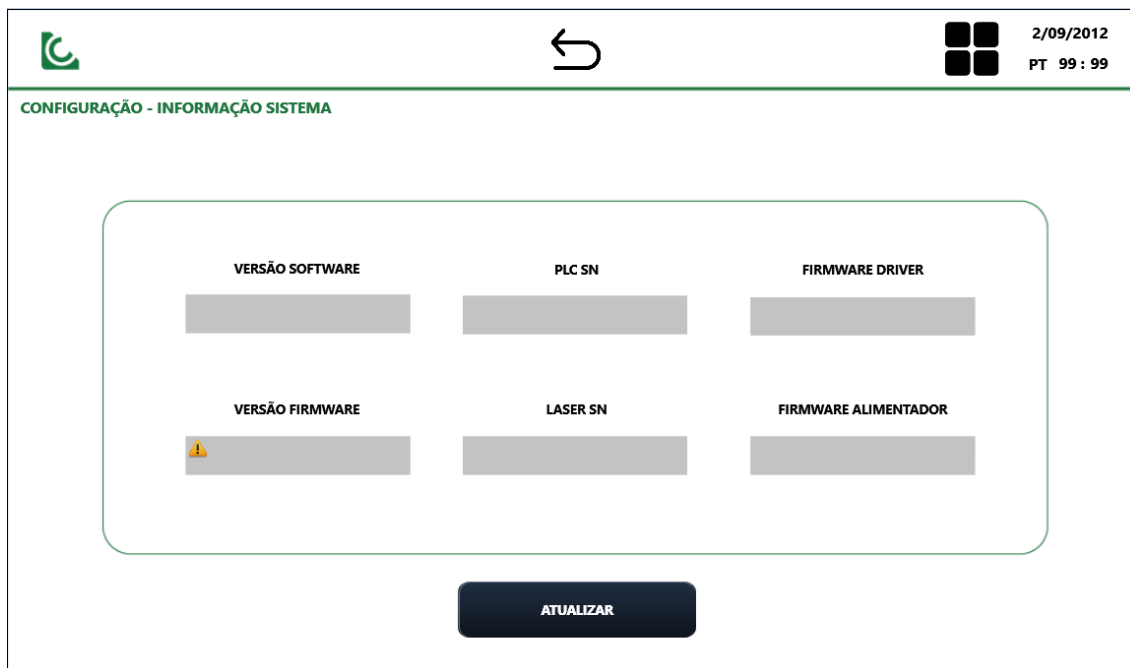 2/09/2012
PT 99 : 99
CONFIGURAÇÃO - INFORMAÇÃO SISTEMA
VERSÃO SOFTWARE
PLC SN
FIRMWARE DRIVER
VERSÃO FIRMWARE
LASER SN
FIRMWARE ALIMENTADOR
ATUALIZAR